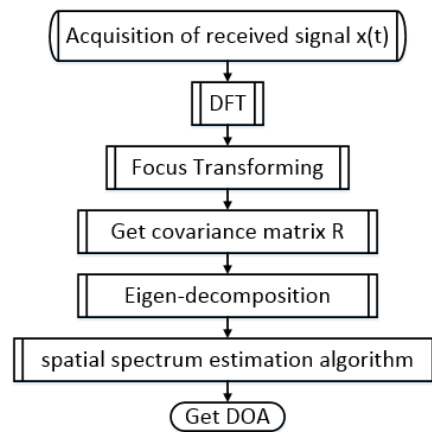 Acquisition of received signal x(t)
DFT
Focus Transforming
Get covariance matrix R
Eigen-decomposition
spatial spectrum estimation algorithm
Get DOA